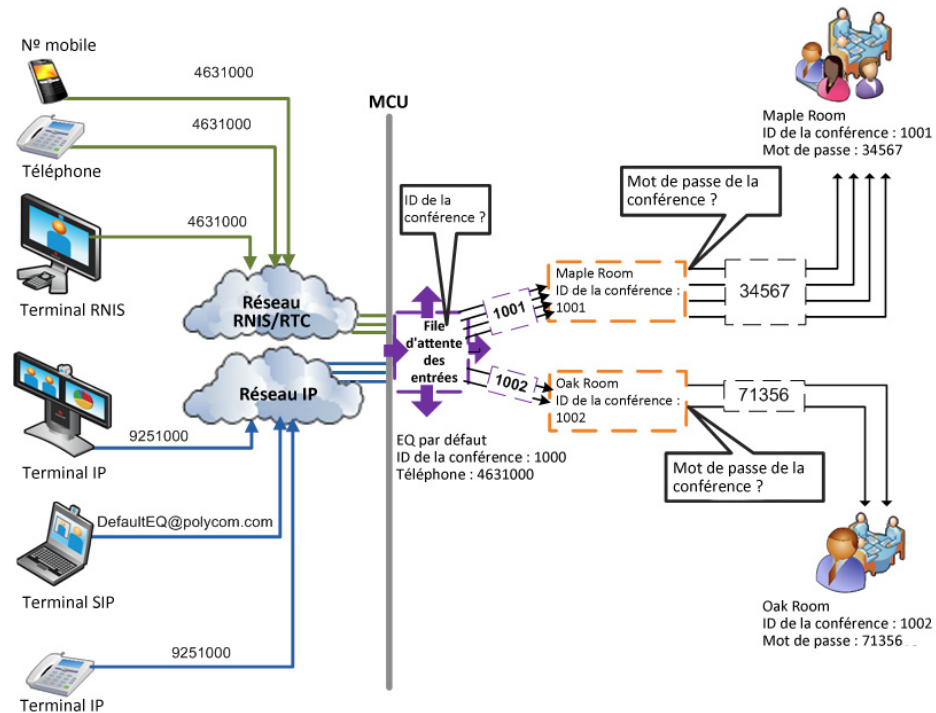 Nº mobile
4631000
4631000
Téléphone
4631000
Terminal RNIS
Réseau
RNIS/RTC
Réseau IP
9251000
Terminal IP
DefaultEQ@polycom.com
Terminal SIP
9251000
Terminal IP
MCU
ID de la
conférence ?
File
d'attente
des
entrées
EQ par défaut
ID de la conférence : 1000
Téléphone : 4631000
1001
1002
Mot de passe de la
conférence ?
Maple Room
ID de la conférence :
1001
34567
Oak Room
ID de la conférence :
1002
71356
Mot de passe de la
conférence ?
Maple Room
ID de la conférence : 1001
Mot de passe : 34567
Oak Room
ID de la conférence : 1002
Mot de passe : 71356